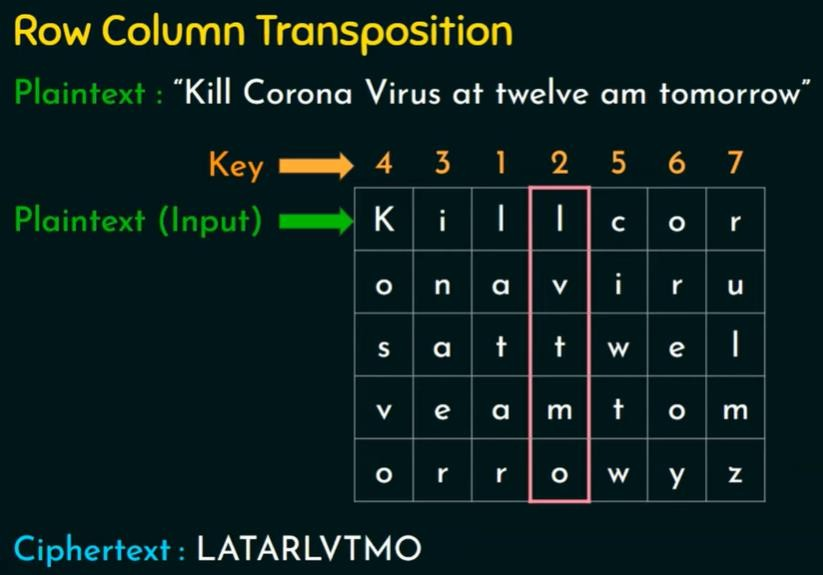 Row Column Transposition
Plaintext : “Kill Corona Virus at twelve am tomorrow”
Key 4 3 1 2 5 6 7
Plaintext (Input) K i l l c o r
o n a v i r u
s a t t w e l
v e a m t o m
o r r o w y z
Ciphertext : LATARLVTMO